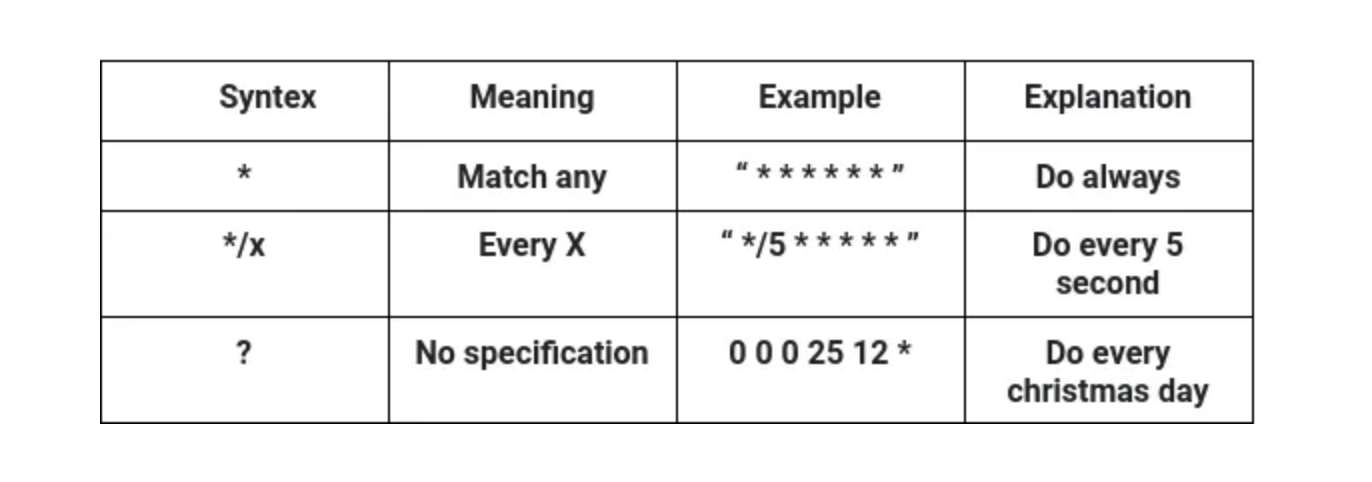 Syntex Meaning Example Explanation
* Match any “ * * * * * * ” Do always
*/x Every X “ */5 * * * * * ” Do every 5
second
? No specification 0 0 0 25 12 * Do every
christmas day